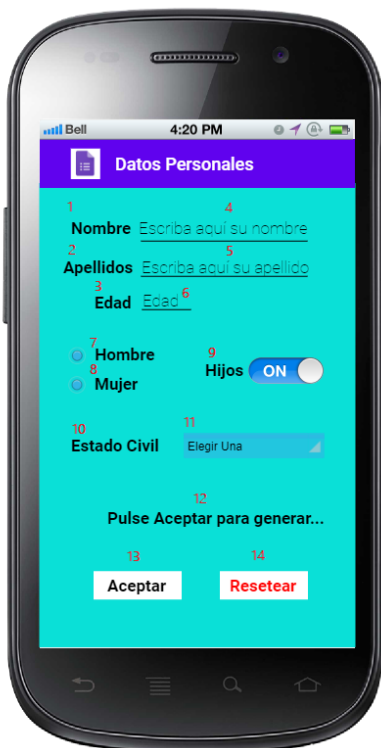 Bell 4:20 PM
Datos Personales
1 4
Nombre Escriba aquí su nombre
2 5
Apellidos Escriba aquí su apellido
3
Edad Edad 6
7
Hombre
8 9
Mujer Hijos ON
10 11
Estado Civil Elegir Una
12
Pulse Aceptar para generar...
13 14
Aceptar Resetear